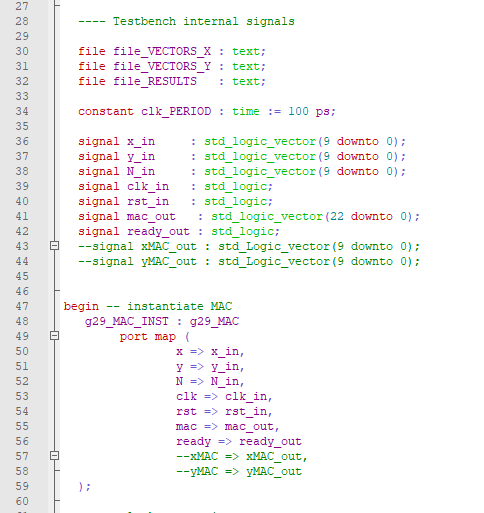 27
28 ---- Testbench internal signals
29
30 file file_VECTORS_X : text;
31 file file_VECTORS_Y : text;
32 file file_RESULTS : text;
33
34 constant clk_PERIOD : time := 100 ps;
35
36 signal x_in : std_logic_vector(9 downto 0);
37 signal y_in : std_logic_vector(9 downto 0);
38 signal N_in : std_logic_vector(9 downto 0);
39 signal clk_in : std_logic;
40 signal rst_in : std_logic;
41 signal mac_out : std_logic_vector(22 downto 0);
42 signal ready_out : std_logic;
43 --signal xMAC_out : std_Logic_vector(9 downto 0);
44 --signal yMAC_out : std_Logic_vector(9 downto 0);
45
46
47 begin -- instantiate MAC
48 g29_MAC_INST : g29_MAC
49 port map (
50 x => x_in,
51 y => y_in,
52 N => N_in,
53 clk => clk_in,
54 rst => rst_in,
55 mac => mac_out,
56 ready => ready_out
57 --xMAC => xMAC_out,
58 --yMAC => yMAC_out
59 );
60